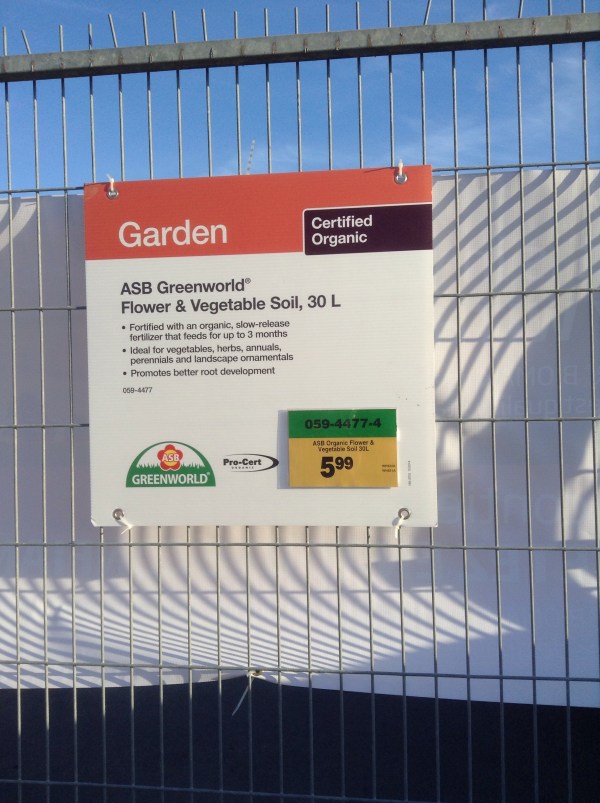 Garden
Certified
Organic
ASB Greenworld®
Flower & Vegetable Soil, 30 L
• Fortified with an organic, slow-release
fertilizer that feeds for up to 3 months
• Ideal for vegetables, herbs, annuals,
perennials and landscape ornamentals
• Promotes better root development
059-4477
ASB
GREENWORLD
Pro-Cert
ORGANIC
059-4477-4
ASB Organic Flower &
Vegetable Soil 30L
599